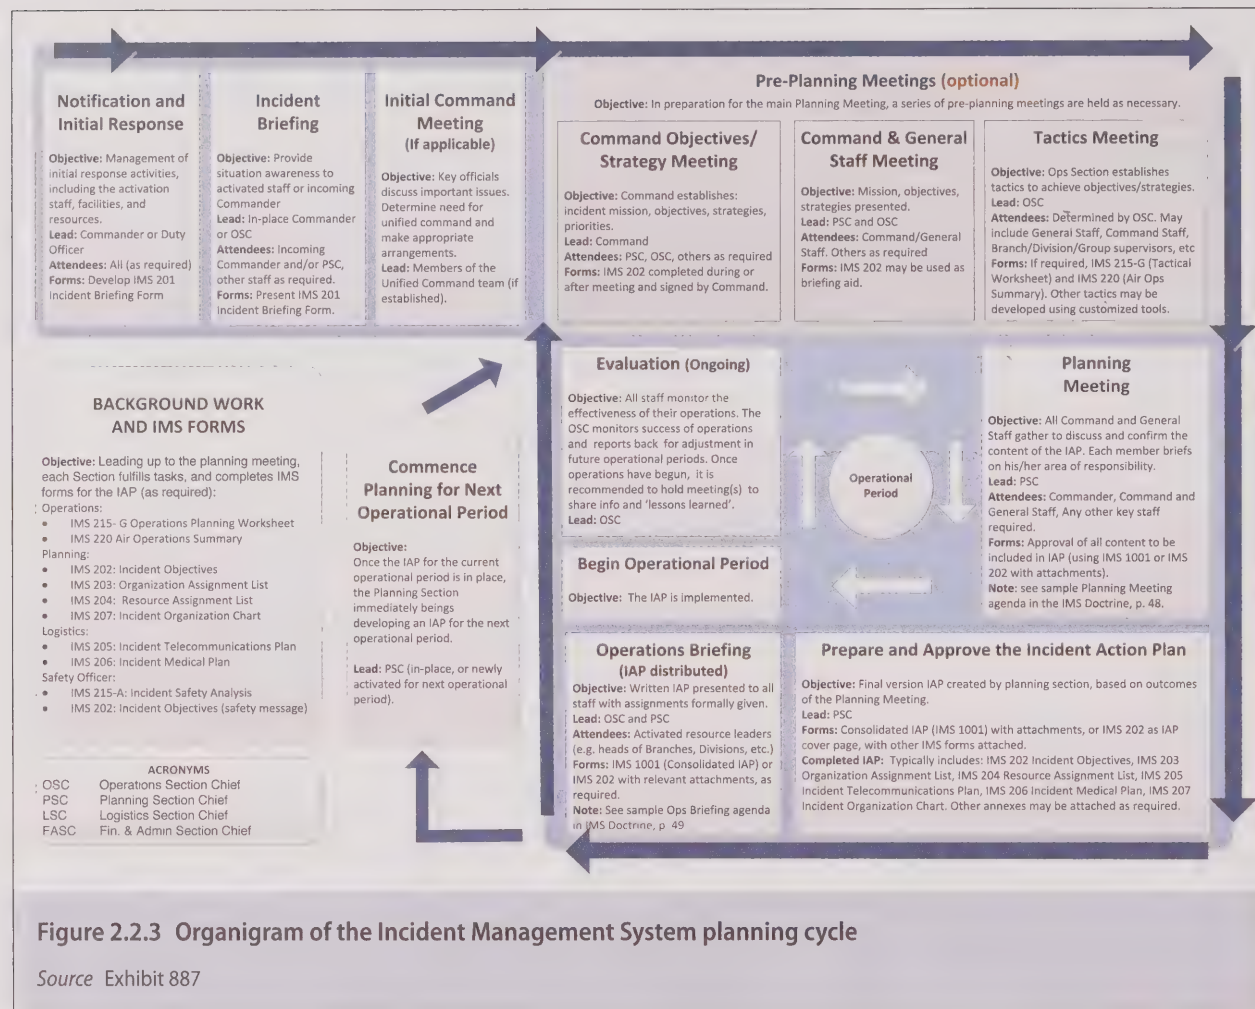 Notification and
Initial Response
Objective: Management of
initial response activities,
including the activation
staff, facilities, and
resources.
Lead: Commander or Duty
Officer
Attendees: All (as required)
Forms: Develop IMS 201
Incident Briefing Form
Incident
Briefing
Objective: Provide
situation awareness to
activated staff or incoming
Commander
Lead: In-place Commander
or OSC
Attendees: Incoming
Commander and/or PSC,
other staff as required.
Forms: Present IMS 201
Incident Briefing Form.
Initial Command
Meeting
(If applicable)
Objective: Key officials
discuss important issues.
Determine need for
unified command and
make appropriate
arrangements.
Lead: Members of the
Unified Command team (if
established).
Pre-Planning Meetings (optional)
Objective: In preparation for the main Planning Meeting, a series of pre-planning meetings are held as necessary.
Command Objectives/
Strategy Meeting
Objective: Command establishes:
incident mission, objectives, strategies,
priorities.
Lead: Command
Attendees: PSC, OSC, others as required
Forms: IMS 202 completed during or
after meeting and signed by Command.
Command & General
Staff Meeting
Objective: Mission, objectives,
strategies presented.
Lead: PSC and OSC
Attendees: Command/General
Staff. Others as required
Forms: IMS 202 may be used as
briefing aid.
Tactics Meeting
Objective: Ops Section establishes
tactics to achieve objectives/strategies.
Lead: OSC
Attendees: Determined by OSC. May
include General Staff, Command Staff,
Branch/Division/Group supervisors, etc
Forms: If required, IMS 215-G (Tactical
Worksheet) and IMS 220 (Air Ops
Summary). Other tactics may be
developed using customized tools.
BACKGROUND WORK
AND IMS FORMS
Objective: Leading up to the planning meeting,
each Section fulfills tasks, and completes IMS
forms for the IAP (as required):
Operations:
• IMS 215- G Operations Planning Worksheet
• IMS 220 Air Operations Summary
Planning:
• IMS 202: Incident Objectives
• IMS 203: Organization Assignment List
• IMS 204: Resource Assignment List
• IMS 207: Incident Organization Chart
Logistics:
• IMS 205: Incident Telecommunications Plan
• IMS 206: Incident Medical Plan
Safety Officer:
• IMS 215-A: Incident Safety Analysis
• IMS 202: Incident Objectives (safety message)
ACRONYMS
OSC Operations Section Chief
PSC Planning Section Chief
LSC Logistics Section Chief
FASC Fin. & Admin Section Chief
Commence
Planning for Next
Operational Period
Objective:
Once the IAP for the current
operational period is in place,
the Planning Section
immediately beings
developing an IAP for the next
operational period.
Lead: PSC (in-place, or newly
activated for next operational
period).
Evaluation (Ongoing)
Objective: All staff monitor the
effectiveness of their operations. The
OSC monitors success of operations
and reports back for adjustment in
future operational periods. Once
operations have begun, it is
recommended to hold meeting(s) to
share info and 'lessons learned'.
Lead: OSC
Begin Operational Period
Objective: The IAP is implemented.
Operational
Period
Planning
Meeting
Objective: All Command and General
Staff gather to discuss and confirm the
content of the IAP. Each member briefs
on his/her area of responsibility.
Lead: PSC
Attendees: Commander, Command and
General Staff, Any other key staff
required.
Forms: Approval of all content to be
included in IAP (using IMS 1001 or IMS
202 with attachments).
Note: see sample Planning Meeting
agenda in the IMS Doctrine, p. 48.
Operations Briefing
(IAP distributed)
Objective: Written IAP presented to all
staff with assignments formally given.
Lead: OSC and PSC
Attendees: Activated resource leaders
(e.g. heads of Branches, Divisions, etc.)
Forms: IMS 1001 (Consolidated IAP) or
IMS 202 with relevant attachments, as
required.
Note: See sample Ops Briefing agenda
in IMS Doctrine, p 49
Prepare and Approve the Incident Action Plan
Objective: Final version IAP created by planning section, based on outcomes
of the Planning Meeting.
Lead: PSC
Forms: Consolidated IAP (IMS 1001) with attachments, or IMS 202 as IAP
cover page, with other IMS forms attached.
Completed IAP: Typically includes: IMS 202 Incident Objectives, IMS 203
Organization Assignment List, IMS 204 Resource Assignment List, IMS 205
Incident Telecommunications Plan, IMS 206 Incident Medical Plan, IMS 207
Incident Organization Chart. Other annexes may be attached as required.
Figure 2.2.3 Organigram of the Incident Management System planning cycle
Source Exhibit 887